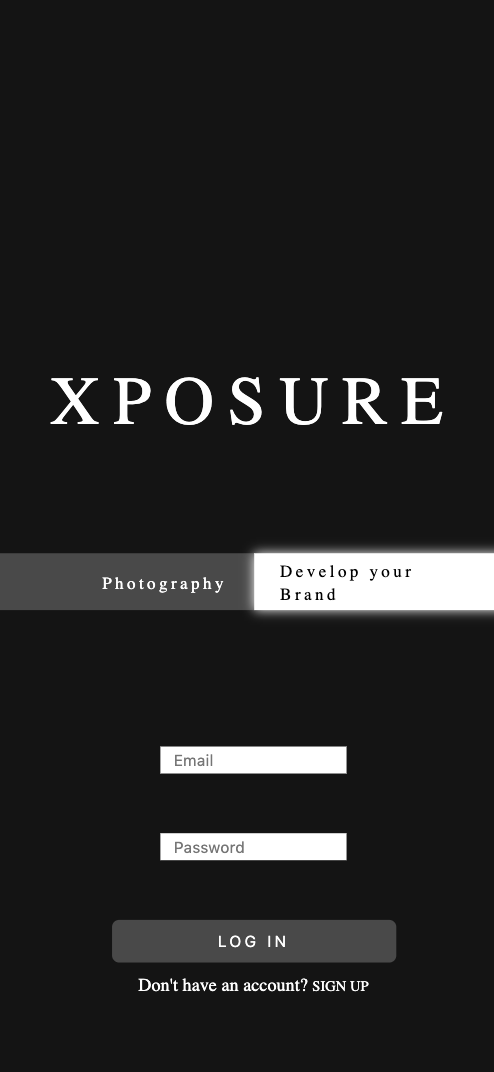 XPOSURE
Photography
Develop your
Brand
Email
Password
LOG IN
Don't have an account? SIGN UP